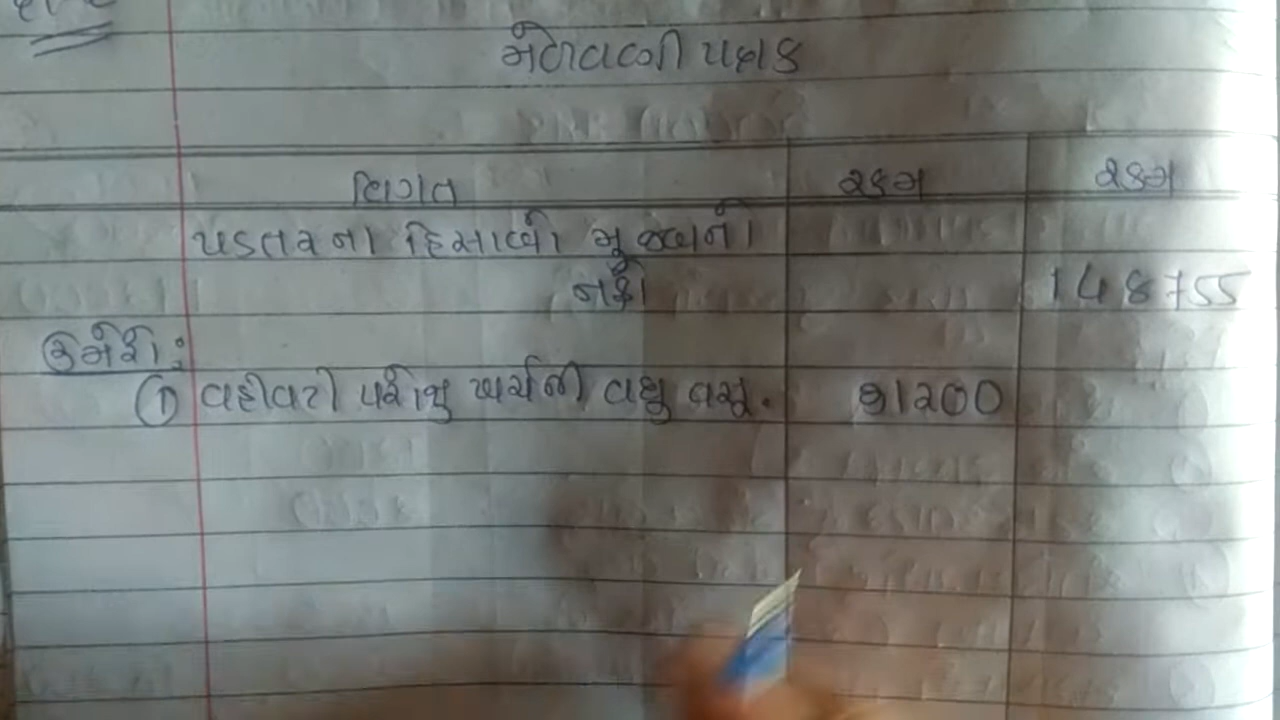 મેળવણી પત્રક
વિગત રકમ રકમ
પડતરના હિસાબો મુજબનો
નફો 148755
ઉમેરો:
① વહીવટી પરોક્ષ ખર્ચની વધુ વસૂ. 91200